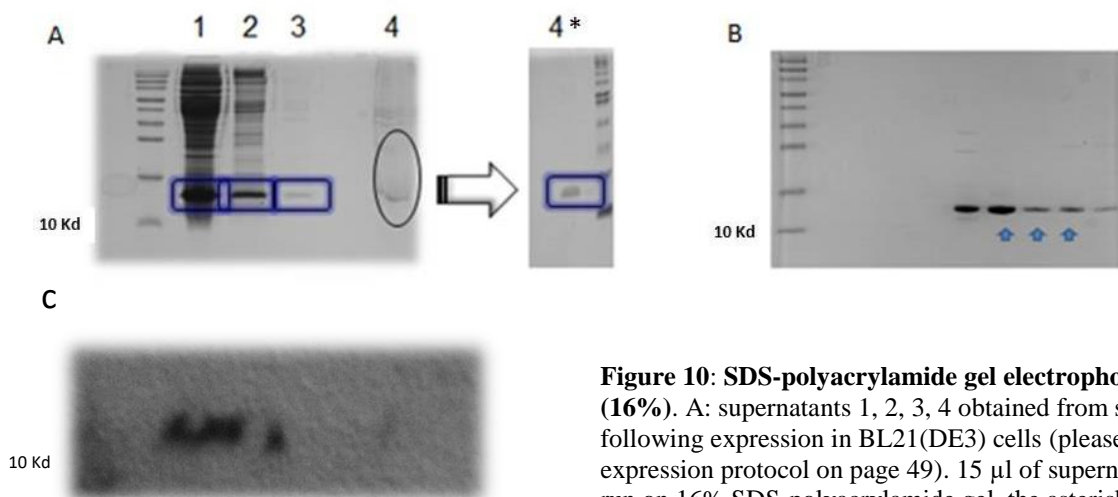 A
1 2 3 4
4*
B
10 Kd
10 Kd
C
10 Kd
Figure 10: SDS-polyacrylamide gel electropho
(16%). A: supernatants 1, 2, 3, 4 obtained from s
following expression in BL21(DE3) cells (please
expression protocol on page 49). 15 µl of supern